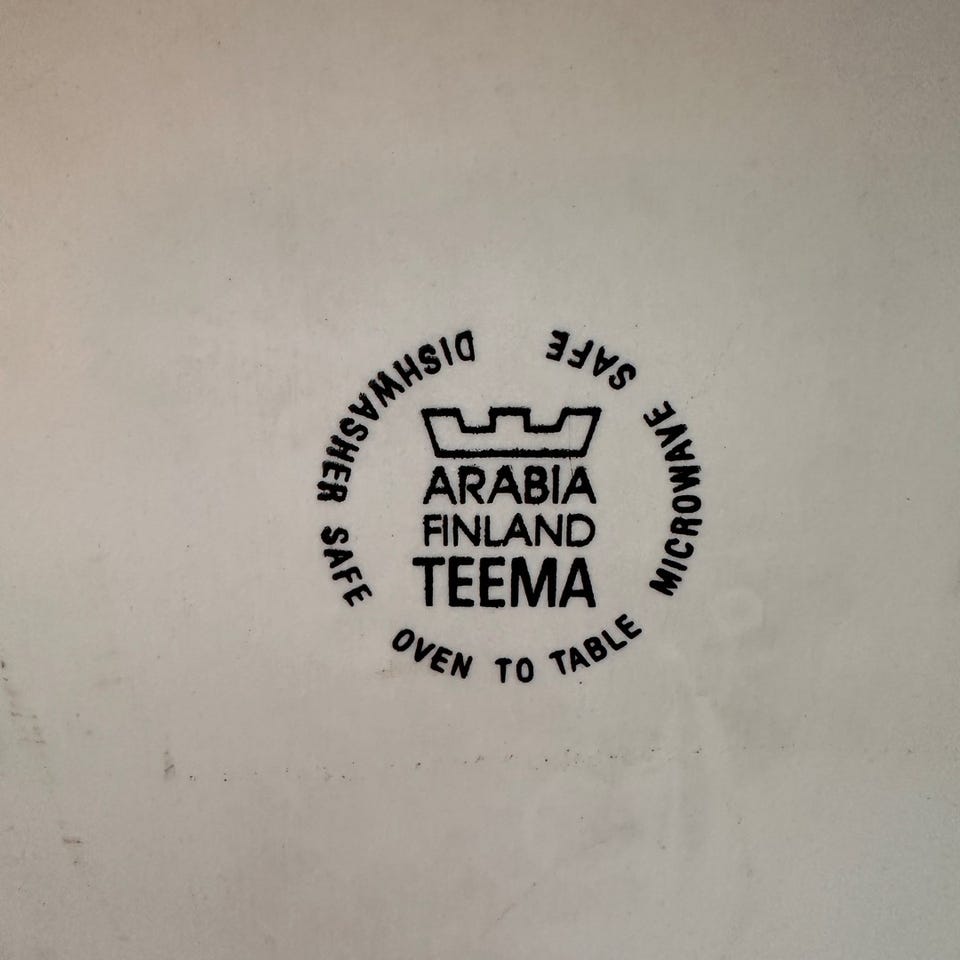 ARABIA
FINLAND
TEEMA
DISHWASHER SAFE OVEN TO TABLE MICROWAVE SAFE